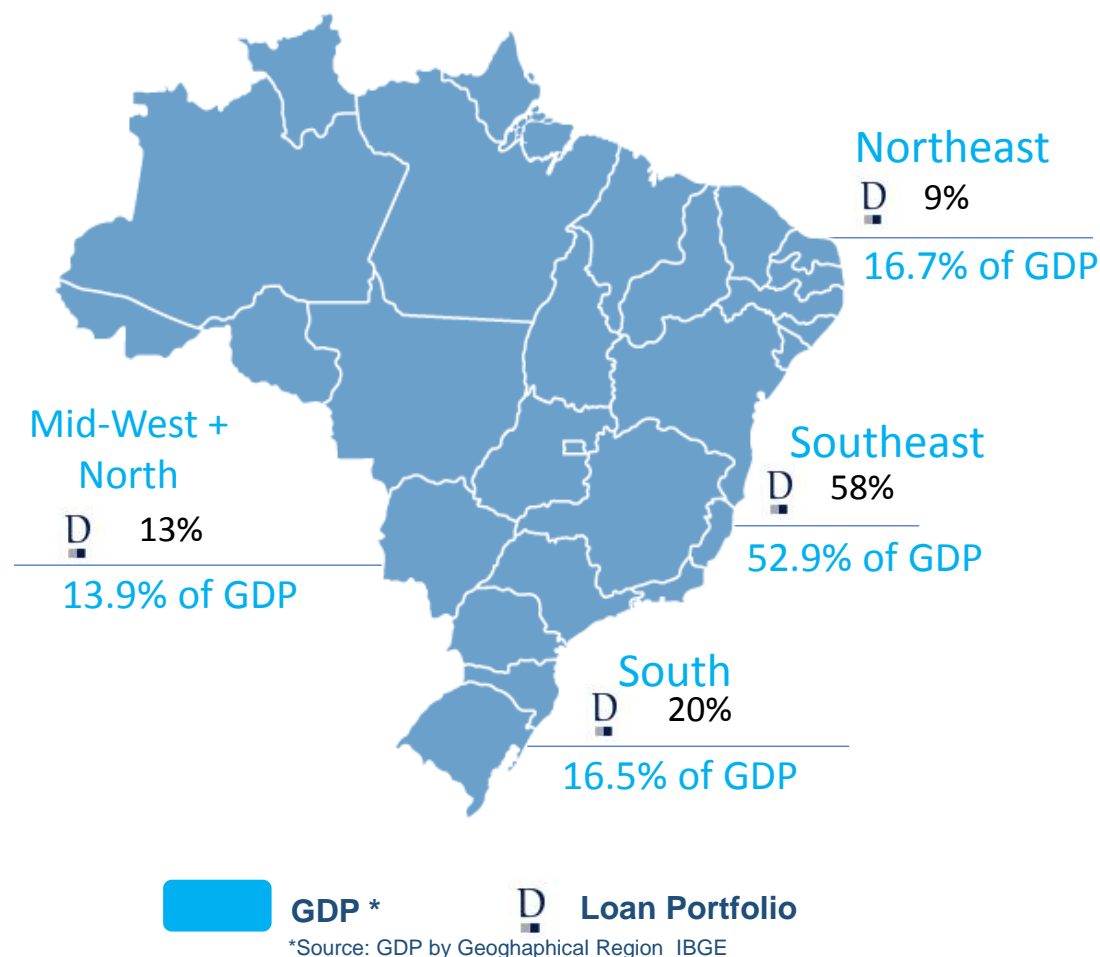 Northeast
D 9%
16.7% of GDP
Mid-West +
North
D 13%
13.9% of GDP
Southeast
D 58%
52.9% of GDP
South
D 20%
16.5% of GDP
GDP * D Loan Portfolio
*Source: GDP by Geoghaphical Region IBGE